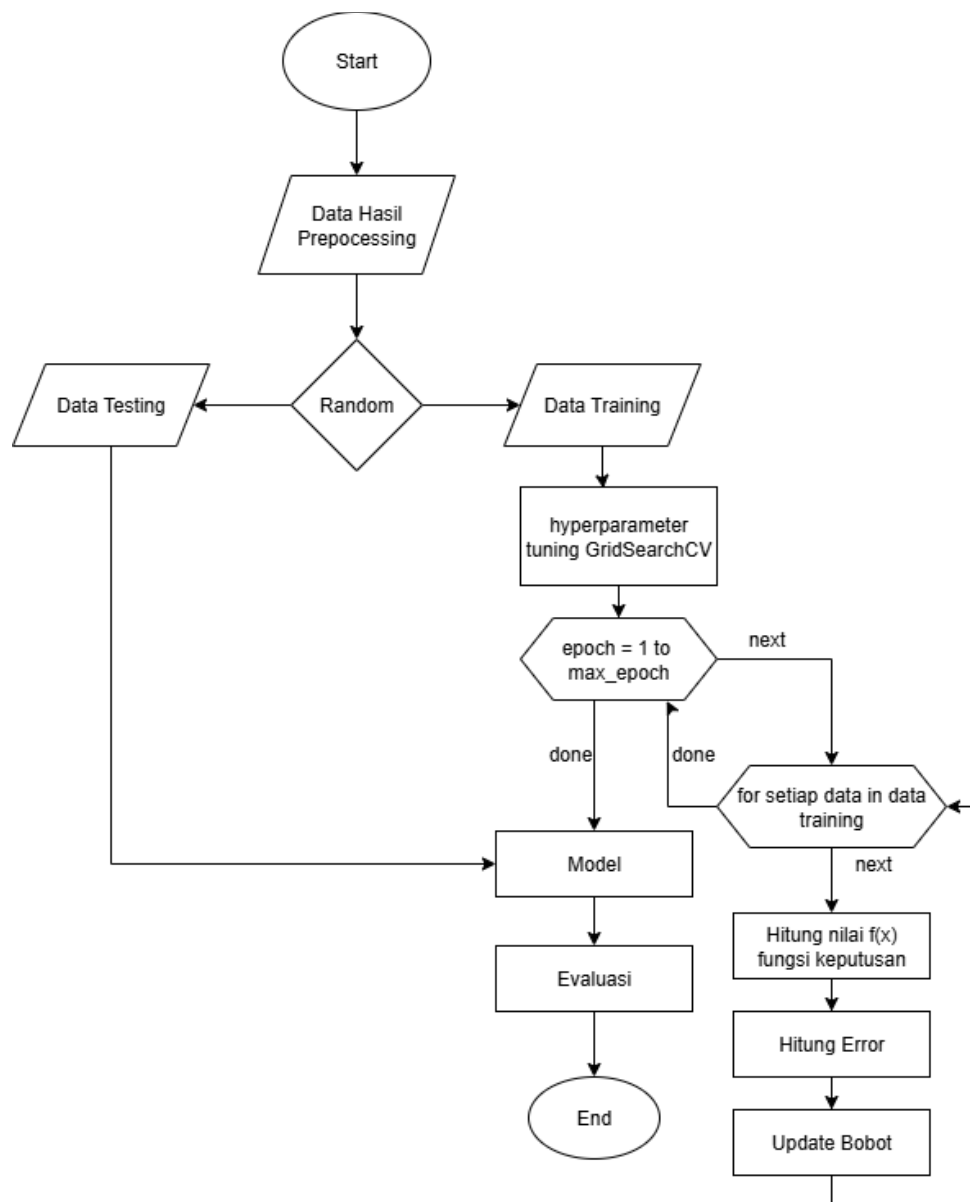 Start
Data Hasil
Prepocessing
Data Testing
Random
Data Training
hyperparameter
tuning GridSearchCV
epoch = 1 to
max_epoch
next
done
done
for setiap data in data
training
next
Model
Hitung nilai f(x)
fungsi keputusan
Evaluasi
Hitung Error
End
Update Bobot